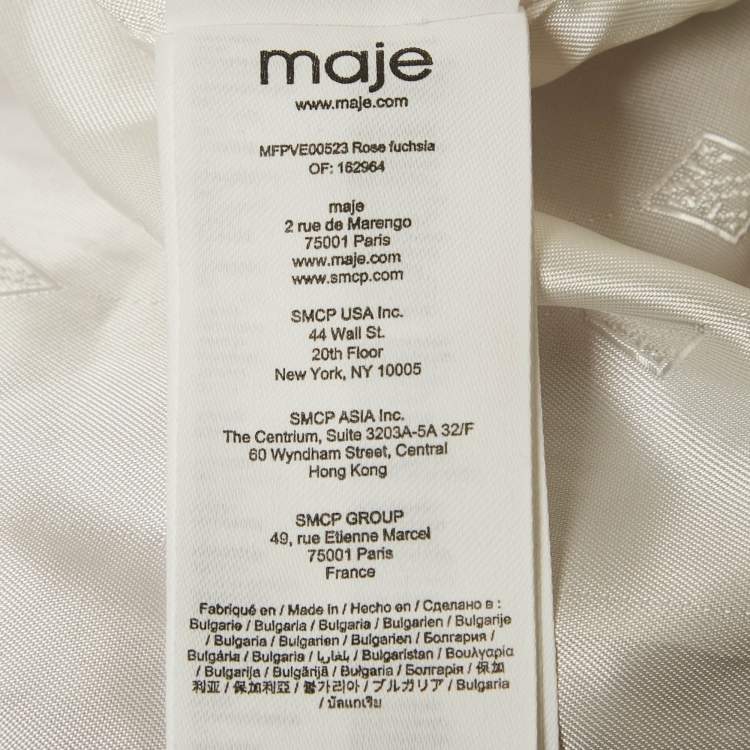 maje
www.maje.com
MFPVE00523 Rose fuchsia
OF: 162964
maje
2 rue de Marengo
75001 Paris
www.maje.com
www.smcp.com
SMCP USA Inc.
44 Wall St.
20th Floor
New York, NY 10005
SMCP ASIA Inc.
The Centrium, Suite 3203A-5A 32/F
60 Wyndham Street, Central
Hong Kong
SMCP GROUP
49, rue Etienne Marcel
75001 Paris
France
Fabriqué en / Made in / Hecho en / Сделано в :
Bulgarie / Bulgaria / Bulgaria / Bulgarien / Bulgarije
/ Bulgaria / Bulgarien / Bulgarien / Болгария /
Bulgária / Bulgaria / بلغاريا / Bulgaristan / Βουλγαρία
/ Bulgarija / Bulgārijā / Bulgaria / Болгарія / 保加
利亚 / 保加利亞 / 불가리아 / ブルガリア / Bulgaria
/ บัลแกเรีย